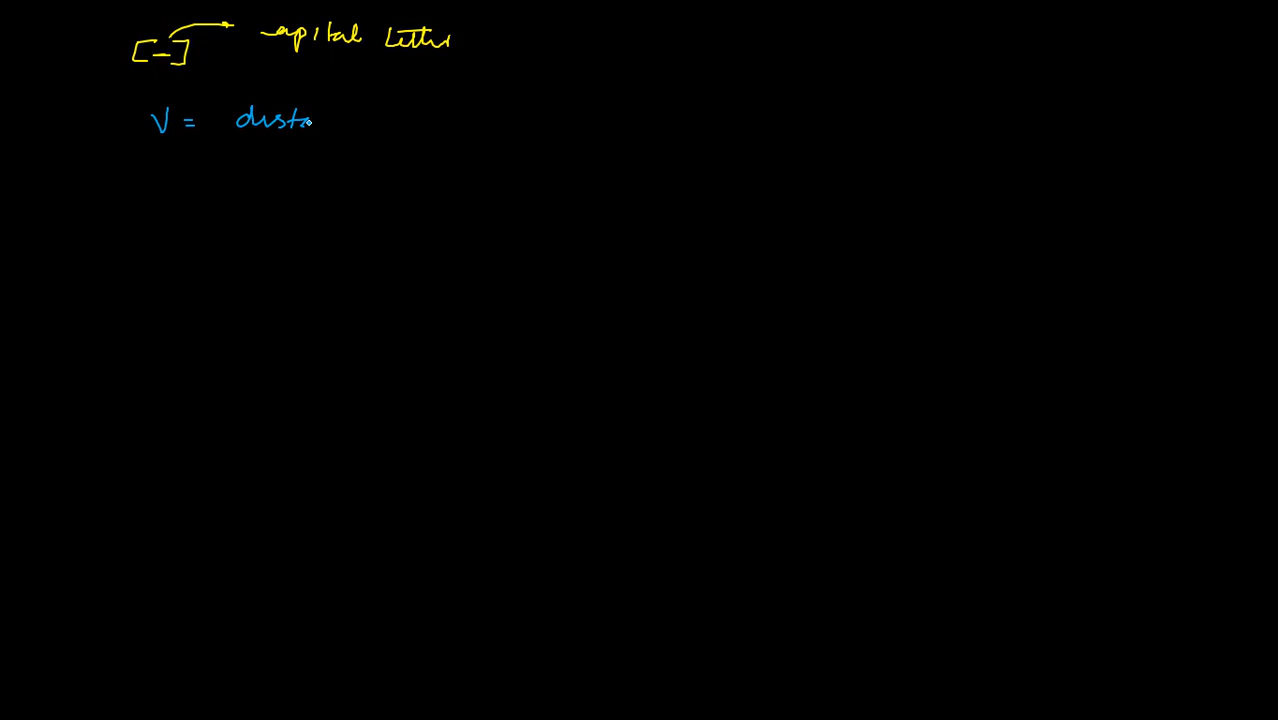 [–] → capital Letter
V = dista